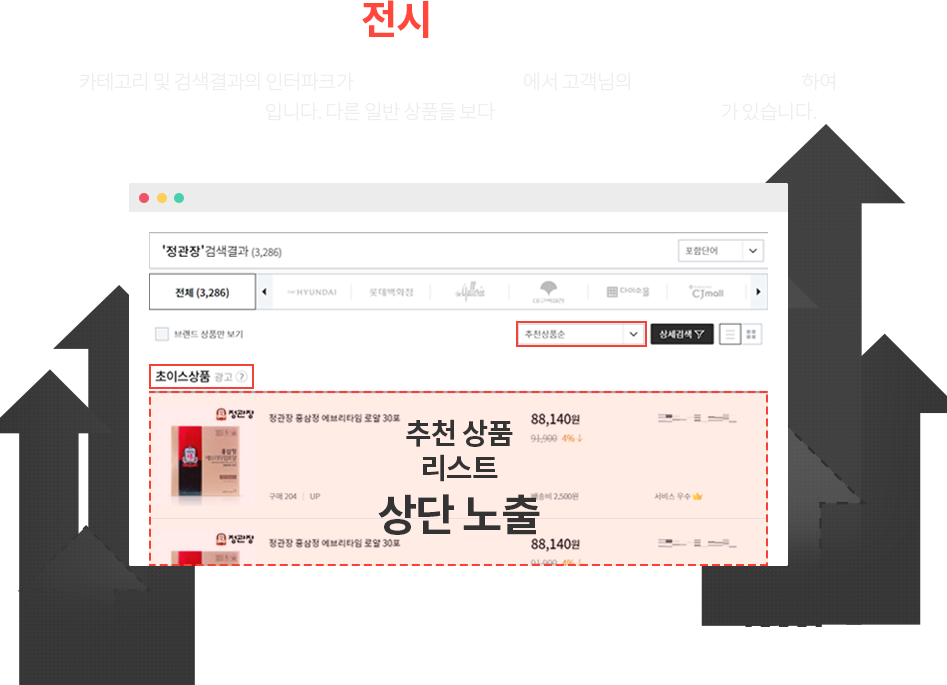 전시
카테고리 및 검색결과의 인터파크가 에서 고객님의 하여
입니다. 다른 일반 상품들 보다 가 있습니다.
'정관장'검색결과 (3,286) 포함단어
전체 (3,286) THE HYUNDAI 롯데백화점 대구백화점 다이소몰 CJmall
브랜드 상품만 보기 추천상품순 상세검색
초이스상품 광고 ?
정관장 정관장 홍삼정 에브리타임 로얄 30포 88,140원
91,900 4%↓
추천 상품
리스트
구매 204 | UP 배송비 2,500원 서비스 우수
상단 노출
정관장 정관장 홍삼정 에브리타임 로얄 30포 88,140원
91,900 4%↓